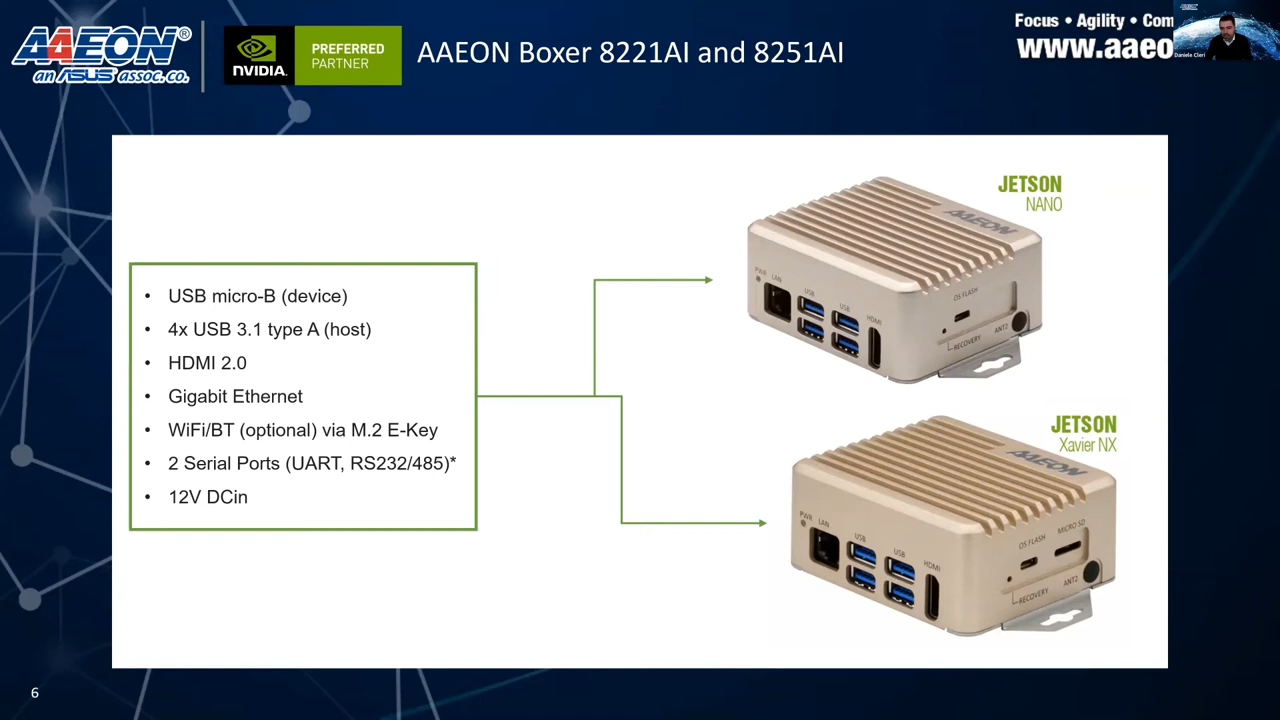 AAEON®
an ASUS assoc. co.
NVIDIA.
PREFERRED
PARTNER
AAEON Boxer 8221AI and 8251AI
Focus • Agility • Com
www.aaeo
Daniele Cleri
• USB micro-B (device)
• 4x USB 3.1 type A (host)
• HDMI 2.0
• Gigabit Ethernet
• WiFi/BT (optional) via M.2 E-Key
• 2 Serial Ports (UART, RS232/485)*
• 12V DCin
JETSON
NANO
AAEON
PWR
LAN
USB
USB
HDMI
OS FLASH
RECOVERY
ANT2
JETSON
Xavier NX
AAEON
PWR
LAN
USB
USB
HDMI
OS FLASH
MICRO SD
RECOVERY
ANT2
6